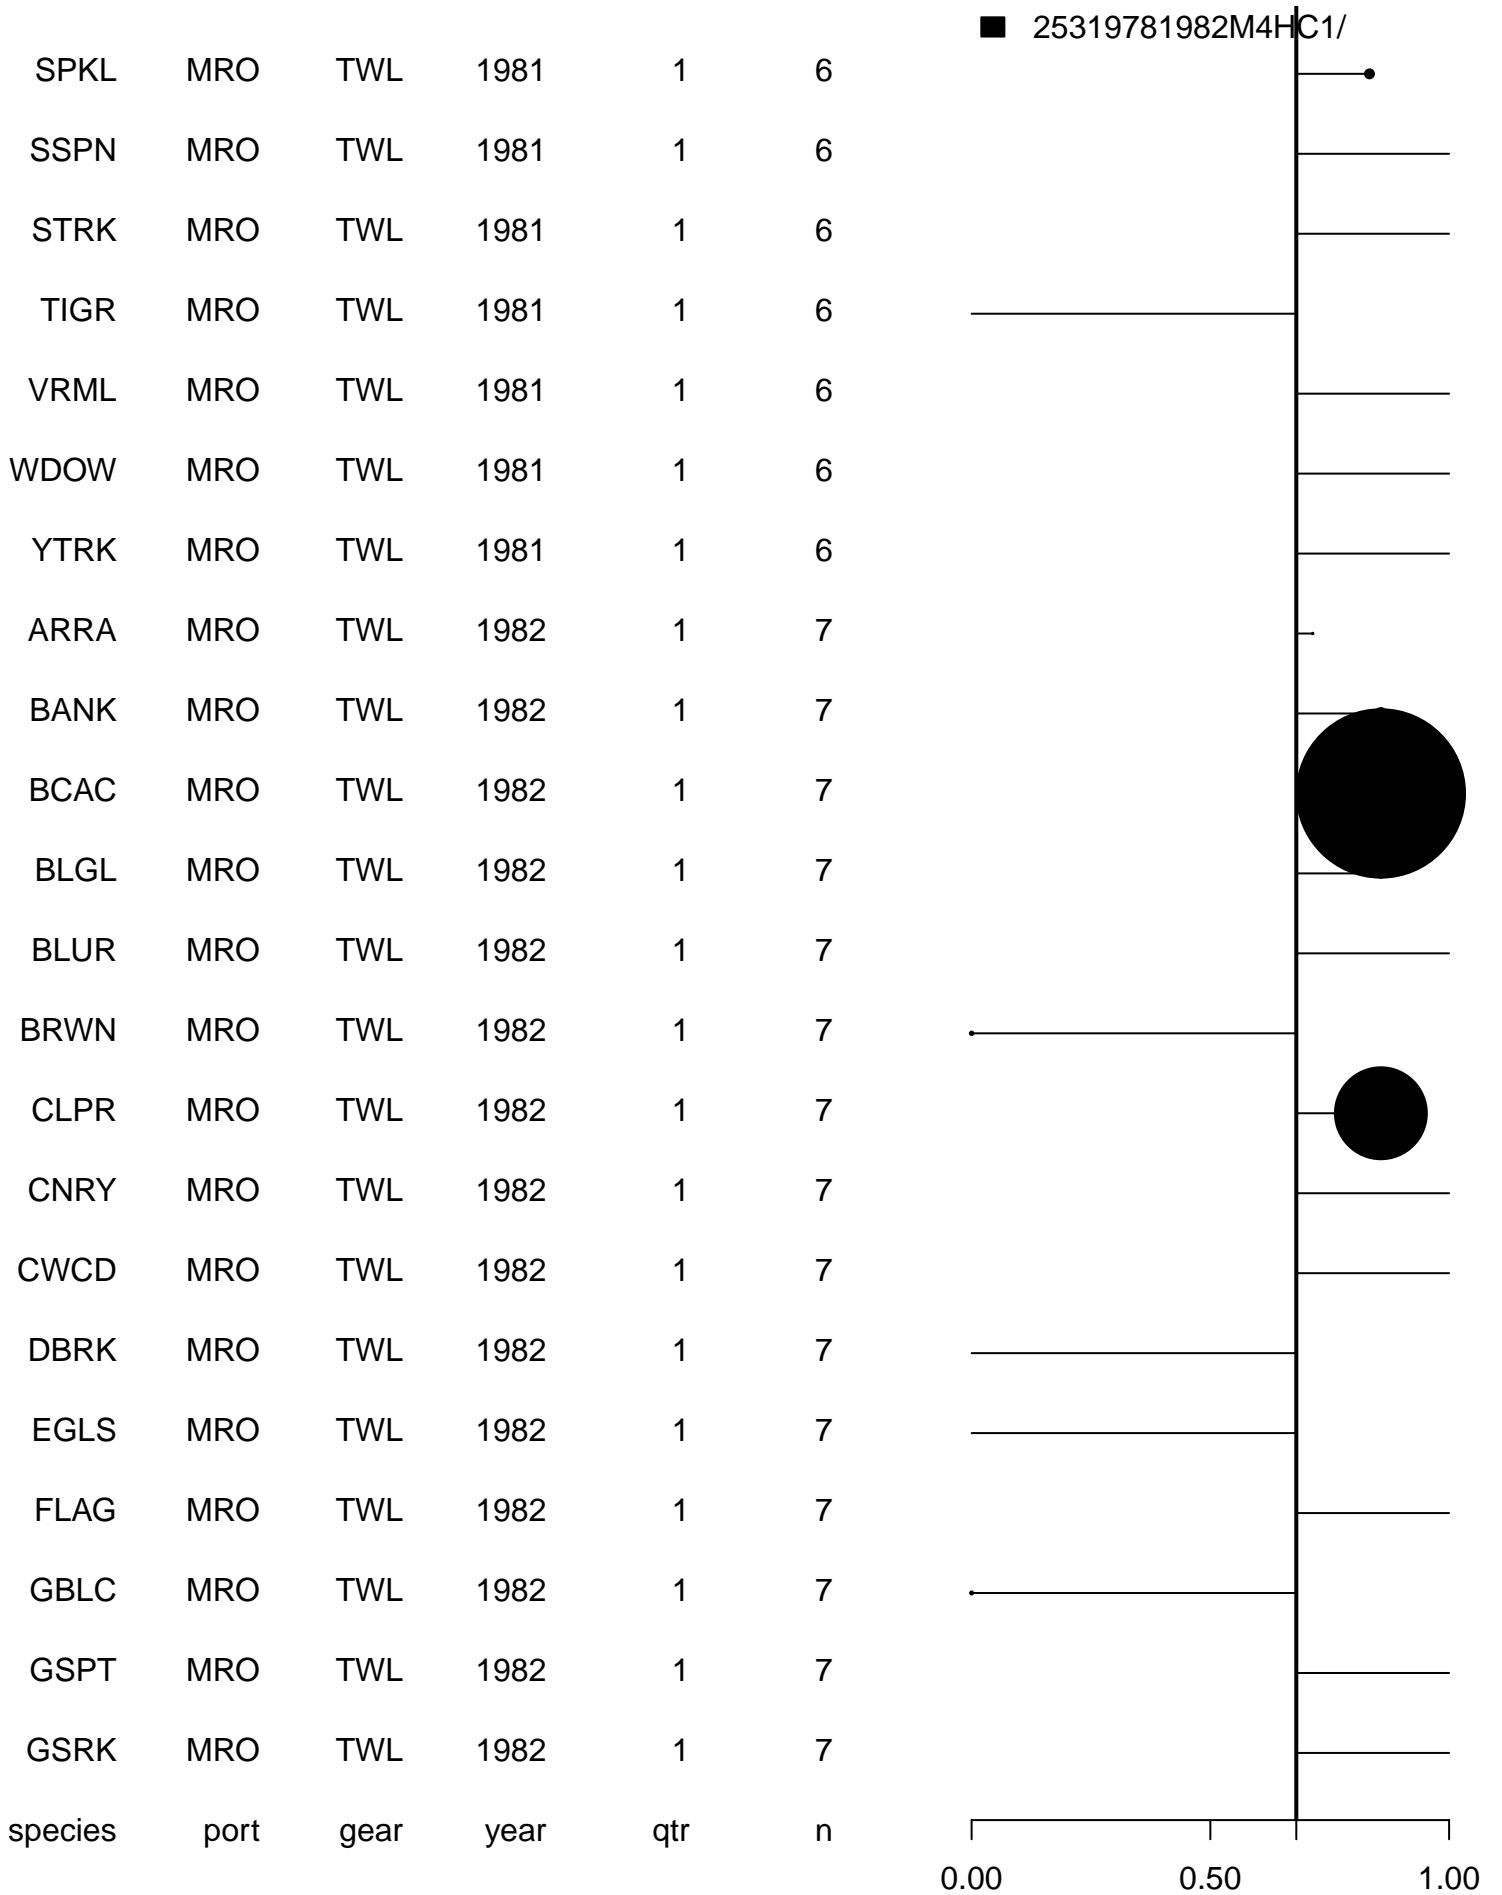 25319781982M4HC1/
SPKL MRO TWL 1981 1 6
SSPN MRO TWL 1981 1 6
STRK MRO TWL 1981 1 6
TIGR MRO TWL 1981 1 6
VRML MRO TWL 1981 1 6
WDOW MRO TWL 1981 1 6
YTRK MRO TWL 1981 1 6
ARRA MRO TWL 1982 1 7
BANK MRO TWL 1982 1 7
BCAC MRO TWL 1982 1 7
BLGL MRO TWL 1982 1 7
BLUR MRO TWL 1982 1 7
BRWN MRO TWL 1982 1 7
CLPR MRO TWL 1982 1 7
CNRY MRO TWL 1982 1 7
CWCD MRO TWL 1982 1 7
DBRK MRO TWL 1982 1 7
EGLS MRO TWL 1982 1 7
FLAG MRO TWL 1982 1 7
GBLC MRO TWL 1982 1 7
GSPT MRO TWL 1982 1 7
GSRK MRO TWL 1982 1 7
species port gear year qtr n
0.00 0.50 1.00